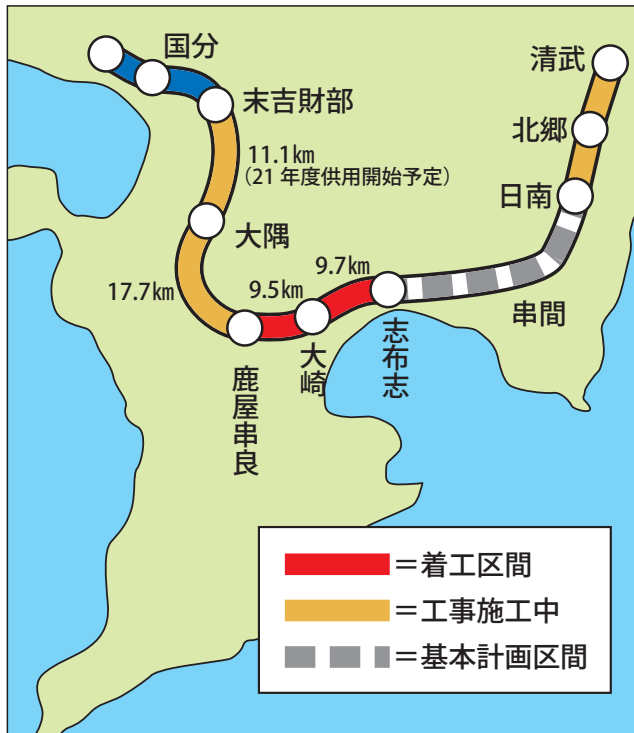 国分
末吉財部
11.1㎞
（21 年度供用開始予定）
大隅
17.7㎞
9.5㎞
9.7㎞
鹿屋串良
大崎
志布志
清武
北郷
日南
串間
＝着工区間
＝工事施工中
＝基本計画区間